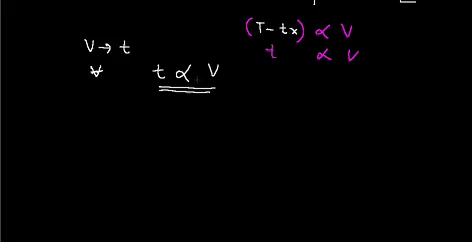 (T - tx) ∝ V
t ∝ V
V → t
t ∝ V